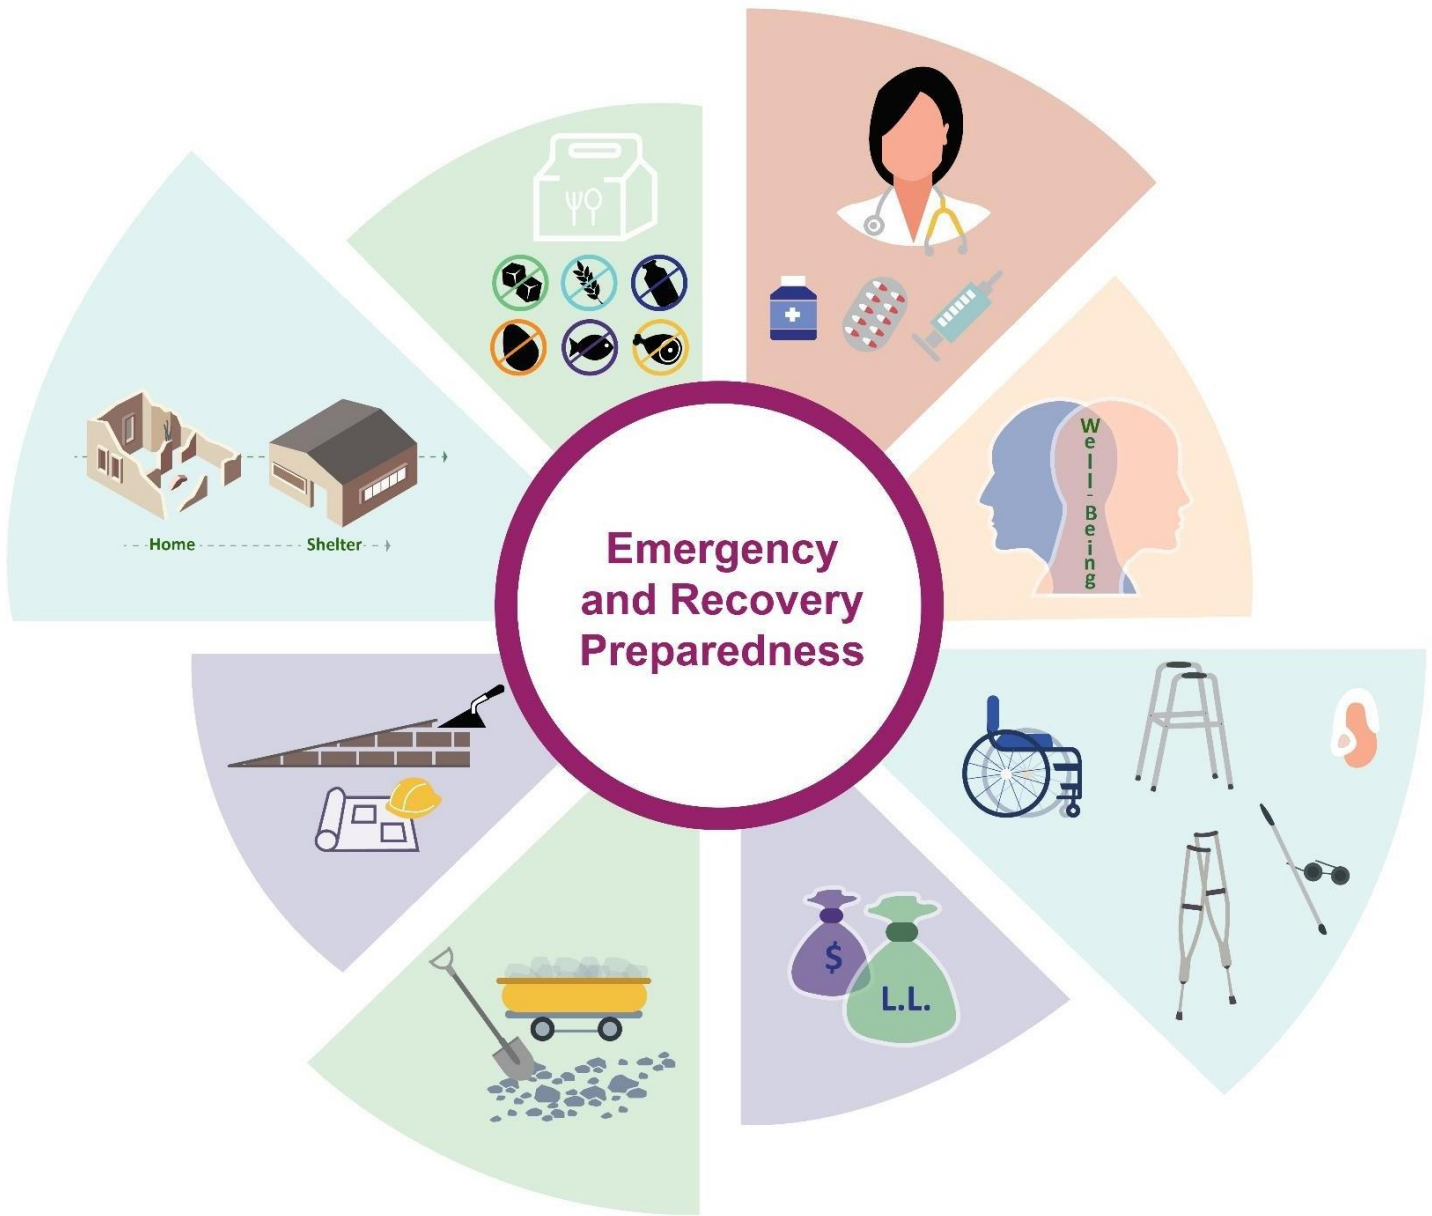 Emergency
and Recovery
Preparedness
Well-Being
Home
Shelter
$
L.L.